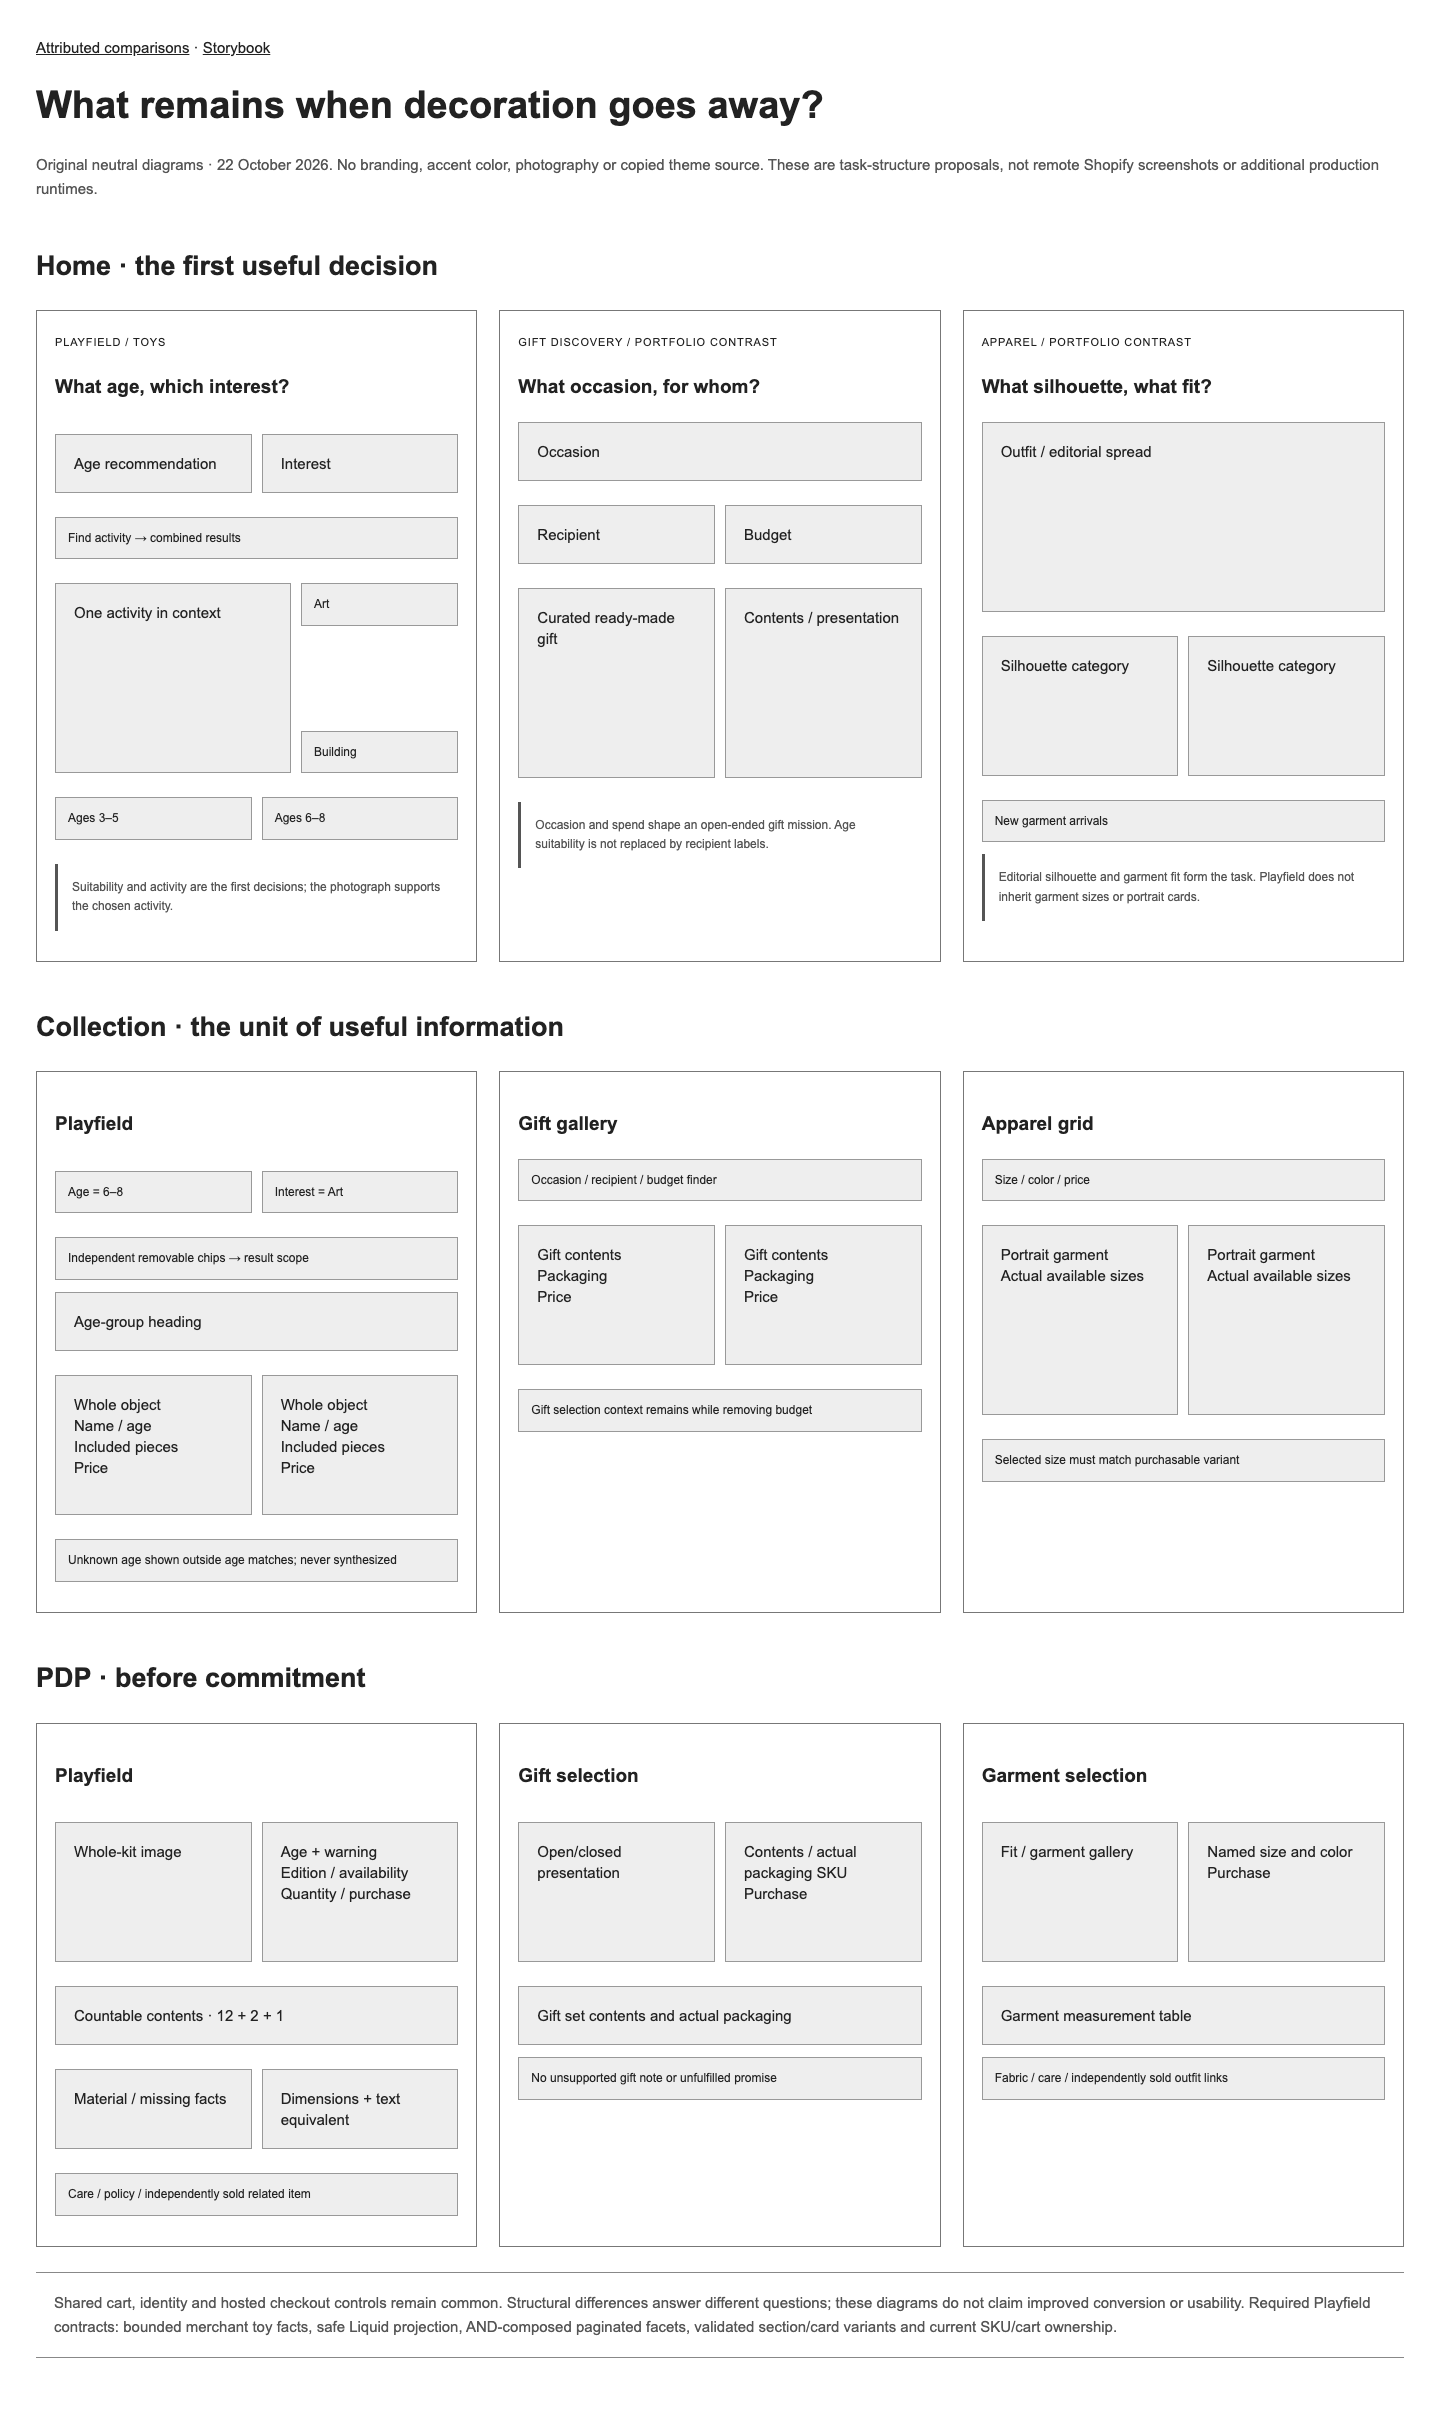 Attributed comparisons · Storybook
What remains when decoration goes away?
Original neutral diagrams · 22 October 2026. No branding, accent color, photography or copied theme source. These are task-structure proposals, not remote Shopify screenshots or additional production
runtimes.
Home · the first useful decision
PLAYFIELD / TOYS
What age, which interest?
Age recommendation
Interest
Find activity → combined results
One activity in context
Art
Building
Ages 3–5
Ages 6–8
Suitability and activity are the first decisions; the photograph supports
the chosen activity.
GIFT DISCOVERY / PORTFOLIO CONTRAST
What occasion, for whom?
Occasion
Recipient
Budget
Curated ready-made
gift
Contents / presentation
Occasion and spend shape an open-ended gift mission. Age
suitability is not replaced by recipient labels.
APPAREL / PORTFOLIO CONTRAST
What silhouette, what fit?
Outfit / editorial spread
Silhouette category
Silhouette category
New garment arrivals
Editorial silhouette and garment fit form the task. Playfield does not
inherit garment sizes or portrait cards.
Collection · the unit of useful information
Playfield
Age = 6–8
Interest = Art
Independent removable chips → result scope
Age-group heading
Whole object
Name / age
Included pieces
Price
Whole object
Name / age
Included pieces
Price
Unknown age shown outside age matches; never synthesized
Gift gallery
Occasion / recipient / budget finder
Gift contents
Packaging
Price
Gift contents
Packaging
Price
Gift selection context remains while removing budget
Apparel grid
Size / color / price
Portrait garment
Actual available sizes
Portrait garment
Actual available sizes
Selected size must match purchasable variant
PDP · before commitment
Playfield
Whole-kit image
Age + warning
Edition / availability
Quantity / purchase
Countable contents · 12 + 2 + 1
Material / missing facts
Dimensions + text
equivalent
Care / policy / independently sold related item
Gift selection
Open/closed
presentation
Contents / actual
packaging SKU
Purchase
Gift set contents and actual packaging
No unsupported gift note or unfulfilled promise
Garment selection
Fit / garment gallery
Named size and color
Purchase
Garment measurement table
Fabric / care / independently sold outfit links
Shared cart, identity and hosted checkout controls remain common. Structural differences answer different questions; these diagrams do not claim improved conversion or usability. Required Playfield
contracts: bounded merchant toy facts, safe Liquid projection, AND-composed paginated facets, validated section/card variants and current SKU/cart ownership.